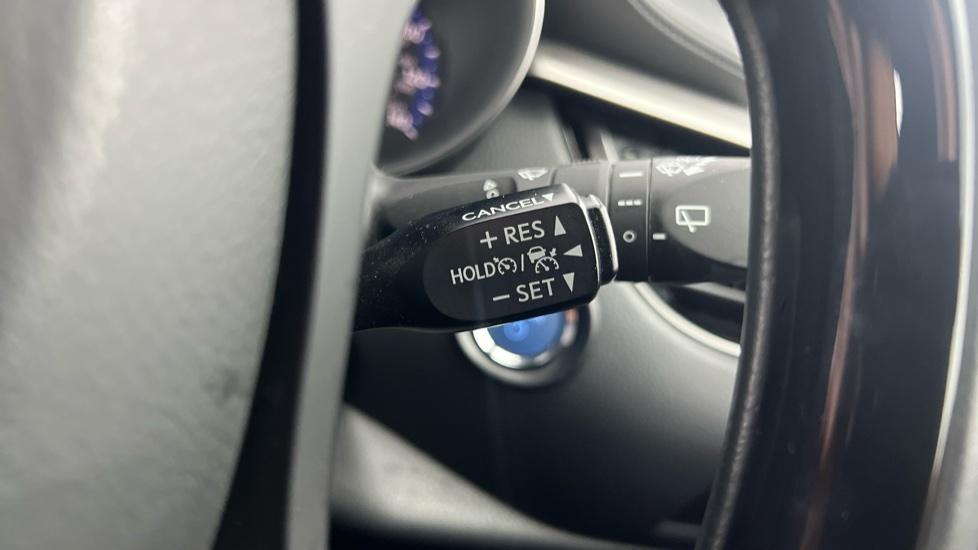 CANCEL
+ RES
HOLD /
− SET